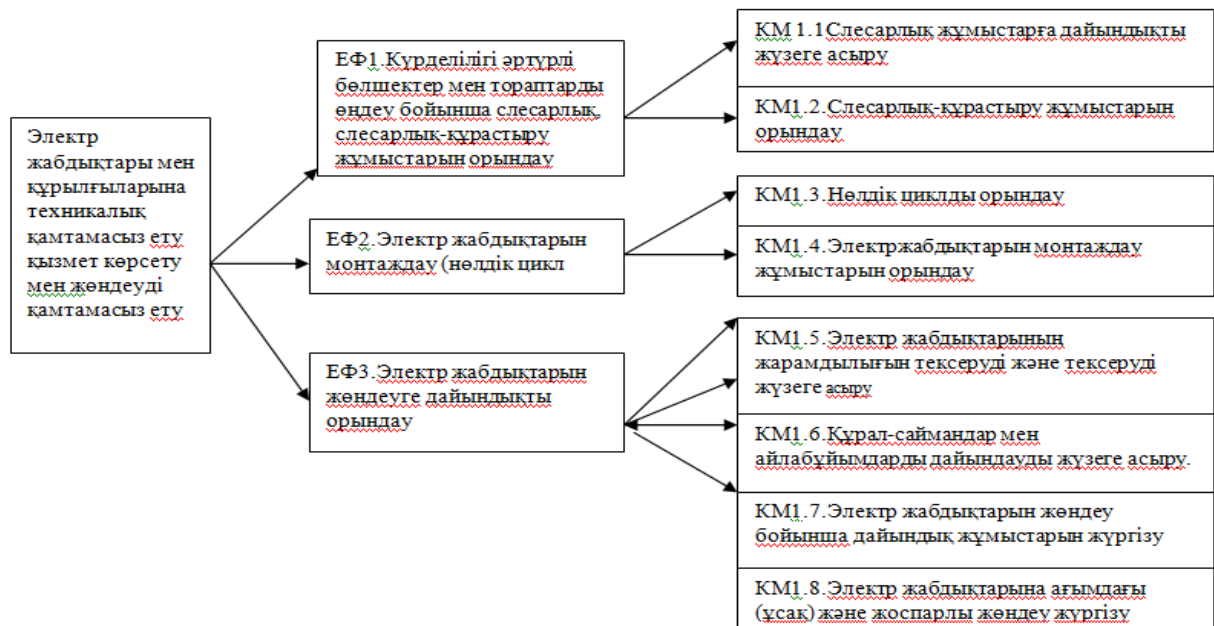 Электр
жабдықтары мен
құрылғыларына
техникалық
қамтамасыз ету
қызмет көрсету
мен жөндеуді
қамтамасыз ету
ЕФ1.Күрделілігі әртүрлі
бөлшектер мен тораптарды
өңдеу бойынша слесарлық,
слесарлық-құрастыру
жұмыстарын орындау
ЕФ2.Электр жабдықтарын
монтаждау (нөлдік цикл
ЕФ3.Электр жабдықтарын
жөндеуге дайындықты
орындау
КМ 1.1Слесарлық жұмыстарға дайындықты
жүзеге асыру
КМ1.2. Слесарлық-құрастыру жұмыстарын
орындау
КМ1.3.Нөлдік циклды орындау
КМ1.4.Электржабдықтарын монтаждау
жұмыстарын орындау
КМ1.5.Электр жабдықтарының
жарамдылығын тексеруді және тексеруді
жүзеге асыру
КМ1.6.Құрал-саймандар мен
айлабұйымдарды дайындауды жүзеге асыру.
КМ1.7.Электр жабдықтарын жөндеу
бойынша дайындық жұмыстарын жүргізу
КМ1.8.Электр жабдықтарына ағымдағы
(ұсақ) және жоспарлы жөндеу жүргізу